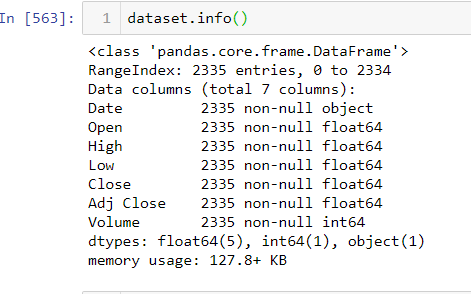 In [563]:
1 dataset.info()
<class 'pandas.core.frame.DataFrame'>
RangeIndex: 2335 entries, 0 to 2334
Data columns (total 7 columns):
Date         2335 non-null object
Open         2335 non-null float64
High         2335 non-null float64
Low          2335 non-null float64
Close        2335 non-null float64
Adj Close    2335 non-null float64
Volume       2335 non-null int64
dtypes: float64(5), int64(1), object(1)
memory usage: 127.8+ KB